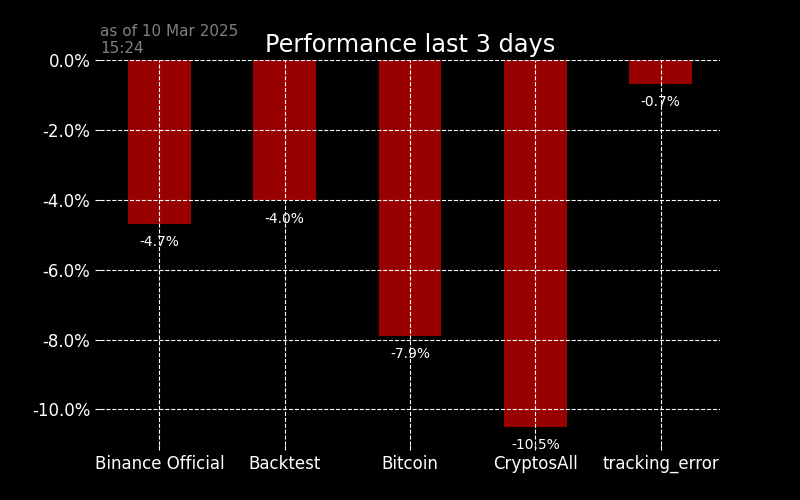 as of 10 Mar 2025
15:24
Performance last 3 days
0.0%
-2.0%
-4.0%
-6.0%
-8.0%
-10.0%
-4.7%
-4.0%
-7.9%
-10.5%
-0.7%
Binance Official
Backtest
Bitcoin
CryptosAll
tracking_error